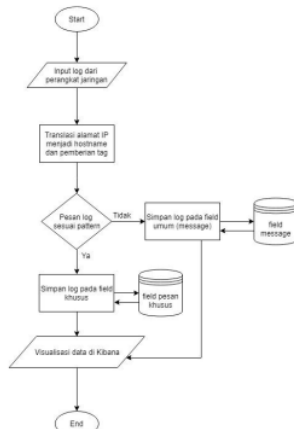 Start
Input log dari
perangkat jaringan
Translasi alamat IP
menjadi hostname
dan pemberian tag
Pesan log
sesuai pattern
Tidak
Simpan log pada field
umum (message)
field
message
Ya
Simpan log pada field
khusus
field pesan
khusus
Visualisasi data di Kibana
End